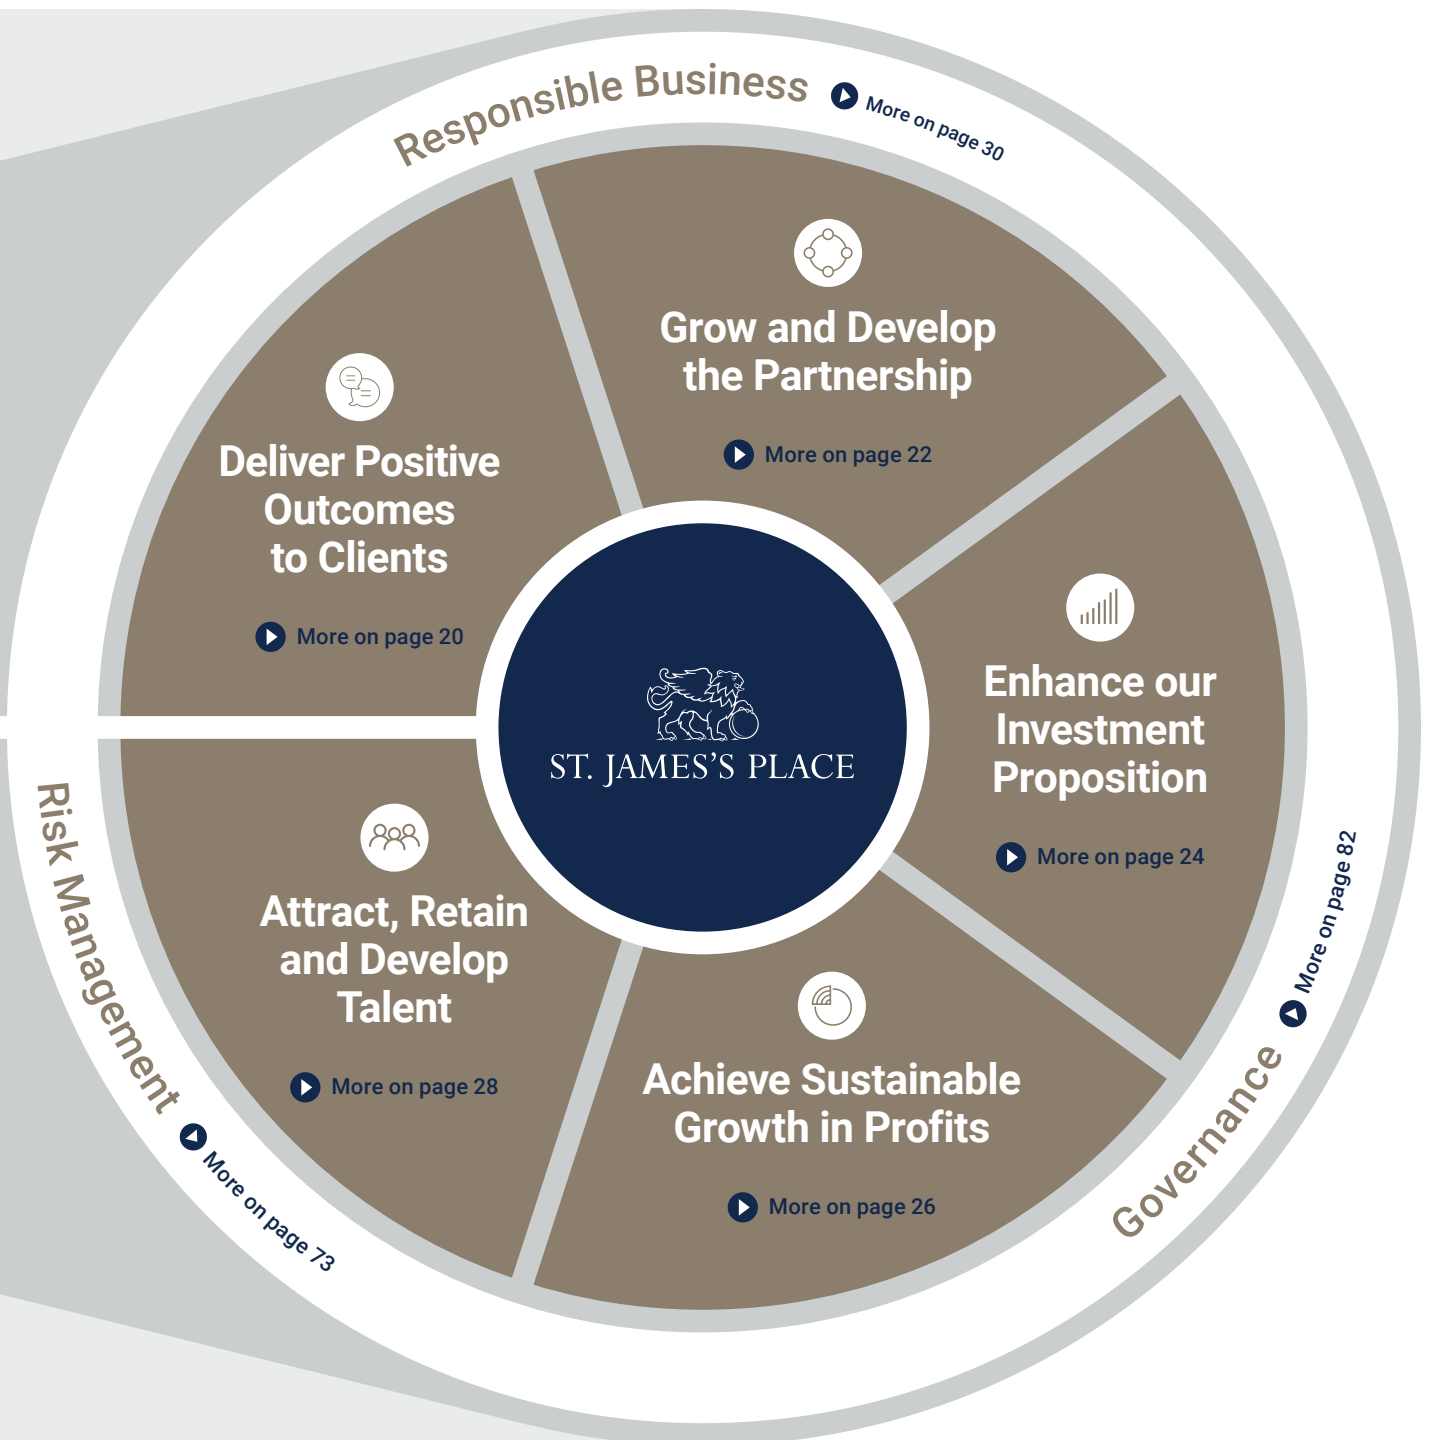 Responsible Business
More on page 30
Grow and Develop
the Partnership
More on page 22
Deliver Positive
Outcomes
to Clients
More on page 20
Enhance our
Investment
Proposition
More on page 24
ST. JAMES'S PLACE
Attract, Retain
and Develop
Talent
More on page 28
Achieve Sustainable
Growth in Profits
More on page 26
Risk Management
More on page 73
Governance
More on page 82